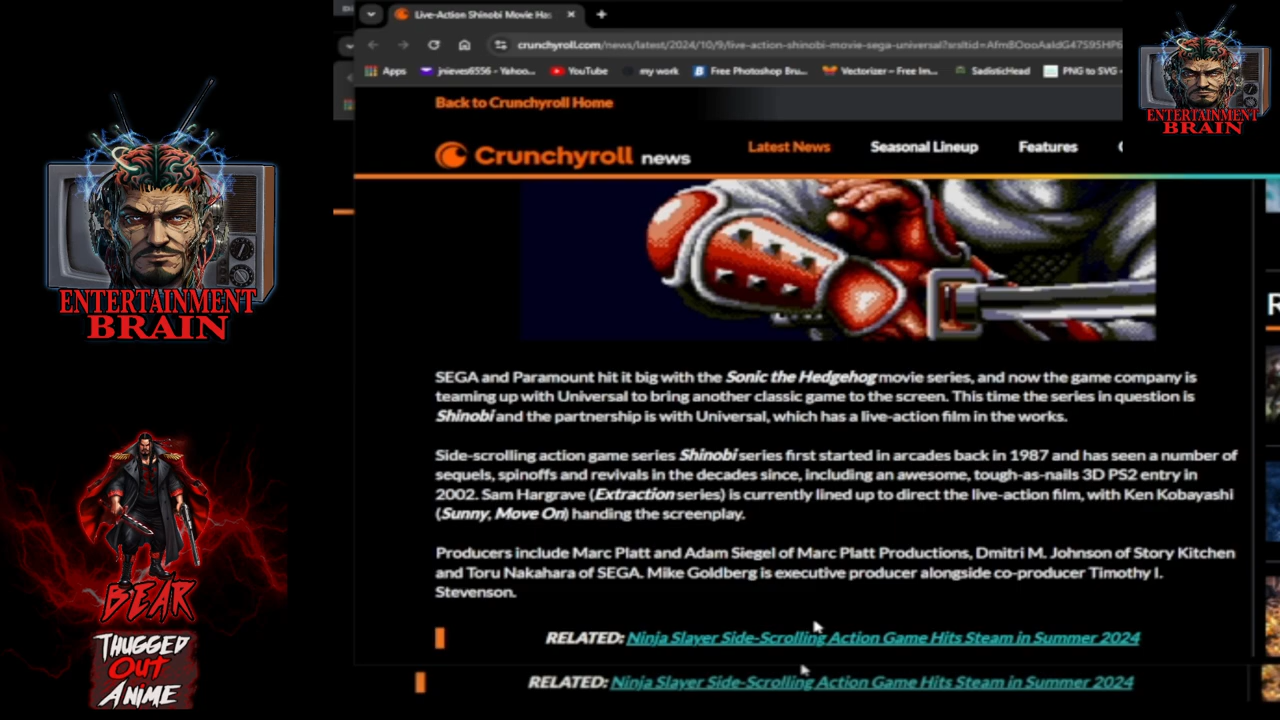 Live-Action Shinobi Movie Has
crunchyroll.com/news/latest/2024/10/9/live-action-shinobi-movie-sega-universal?srsltid=AfmBOooAaIdG47S95HP6
Apps
jnieves6556 - Yahoo...
YouTube
my work
Free Photoshop Bru...
Vectorizer – Free Im...
SadisticHead
PNG to SVG
ENTERTAINMENT
BRAIN
Back to Crunchyroll Home
Crunchyroll news
Latest News
Seasonal Lineup
Features
ENTERTAINMENT
BRAIN
SEGA and Paramount hit it big with the Sonic the Hedgehog movie series, and now the game company is
teaming up with Universal to bring another classic game to the screen. This time the series in question is
Shinobi and the partnership is with Universal, which has a live-action film in the works.
Side-scrolling action game series Shinobi series first started in arcades back in 1987 and has seen a number of
sequels, spinoffs and revivals in the decades since, including an awesome, tough-as-nails 3D PS2 entry in
2002. Sam Hargrave (Extraction series) is currently lined up to direct the live-action film, with Ken Kobayashi
(Sunny, Move On) handing the screenplay.
Producers include Marc Platt and Adam Siegel of Marc Platt Productions, Dmitri M. Johnson of Story Kitchen
and Toru Nakahara of SEGA. Mike Goldberg is executive producer alongside co-producer Timothy I.
Stevenson.
RELATED: Ninja Slayer Side-Scrolling Action Game Hits Steam in Summer 2024
RELATED: Ninja Slayer Side-Scrolling Action Game Hits Steam in Summer 2024
BEAR
THUGGED
OUT
ANIME